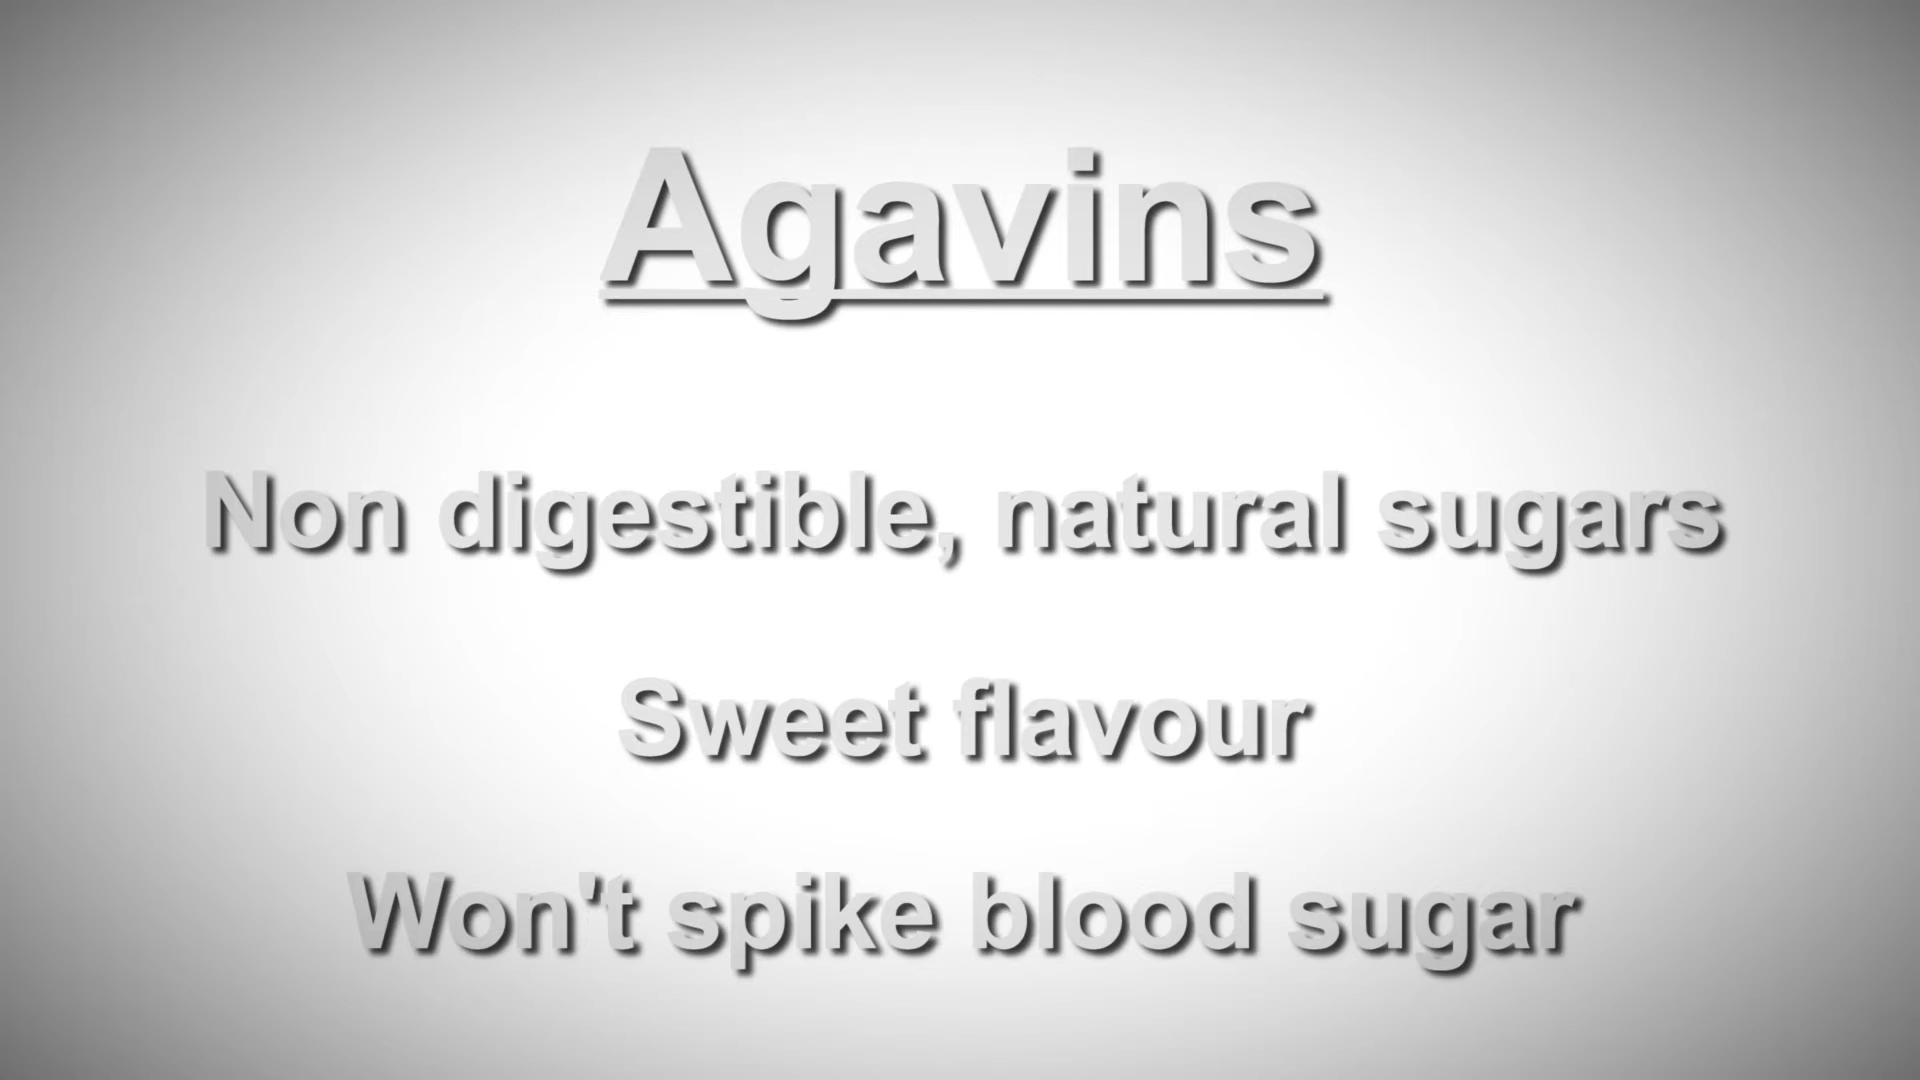 Agavins
Non digestible, natural sugars
Sweet flavour
Won't spike blood sugar